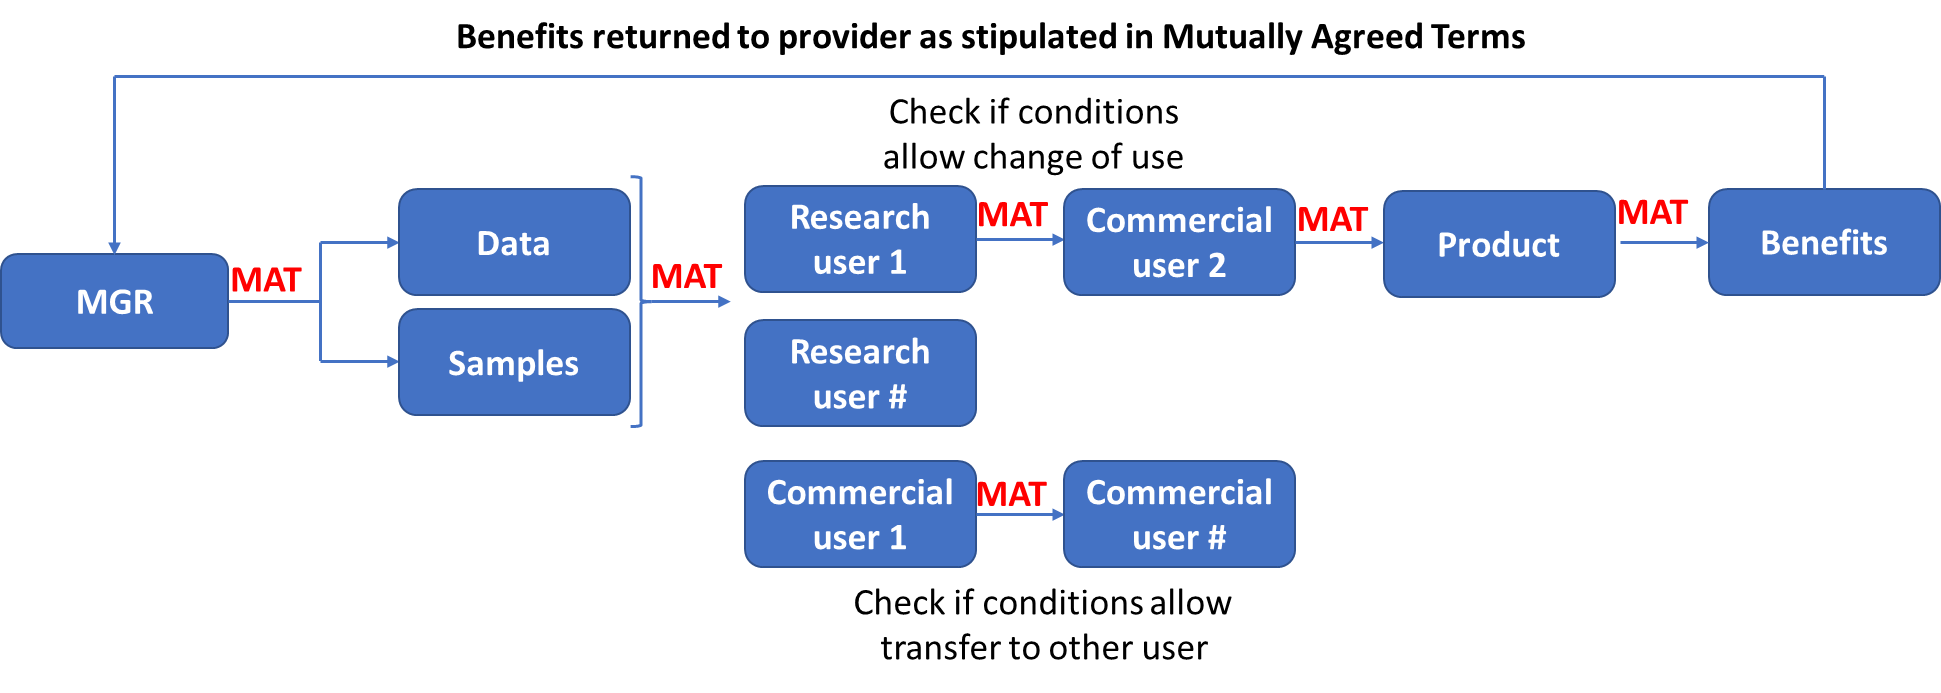 Benefits returned to provider as stipulated in Mutually Agreed Terms
Check if conditions
allow change of use
MGR
MAT
Data
Samples
MAT
Research
user 1
MAT
Commercial
user 2
MAT
Product
MAT
Benefits
Research
user #
Commercial
user 1
MAT
Commercial
user #
Check if conditions allow
transfer to other user